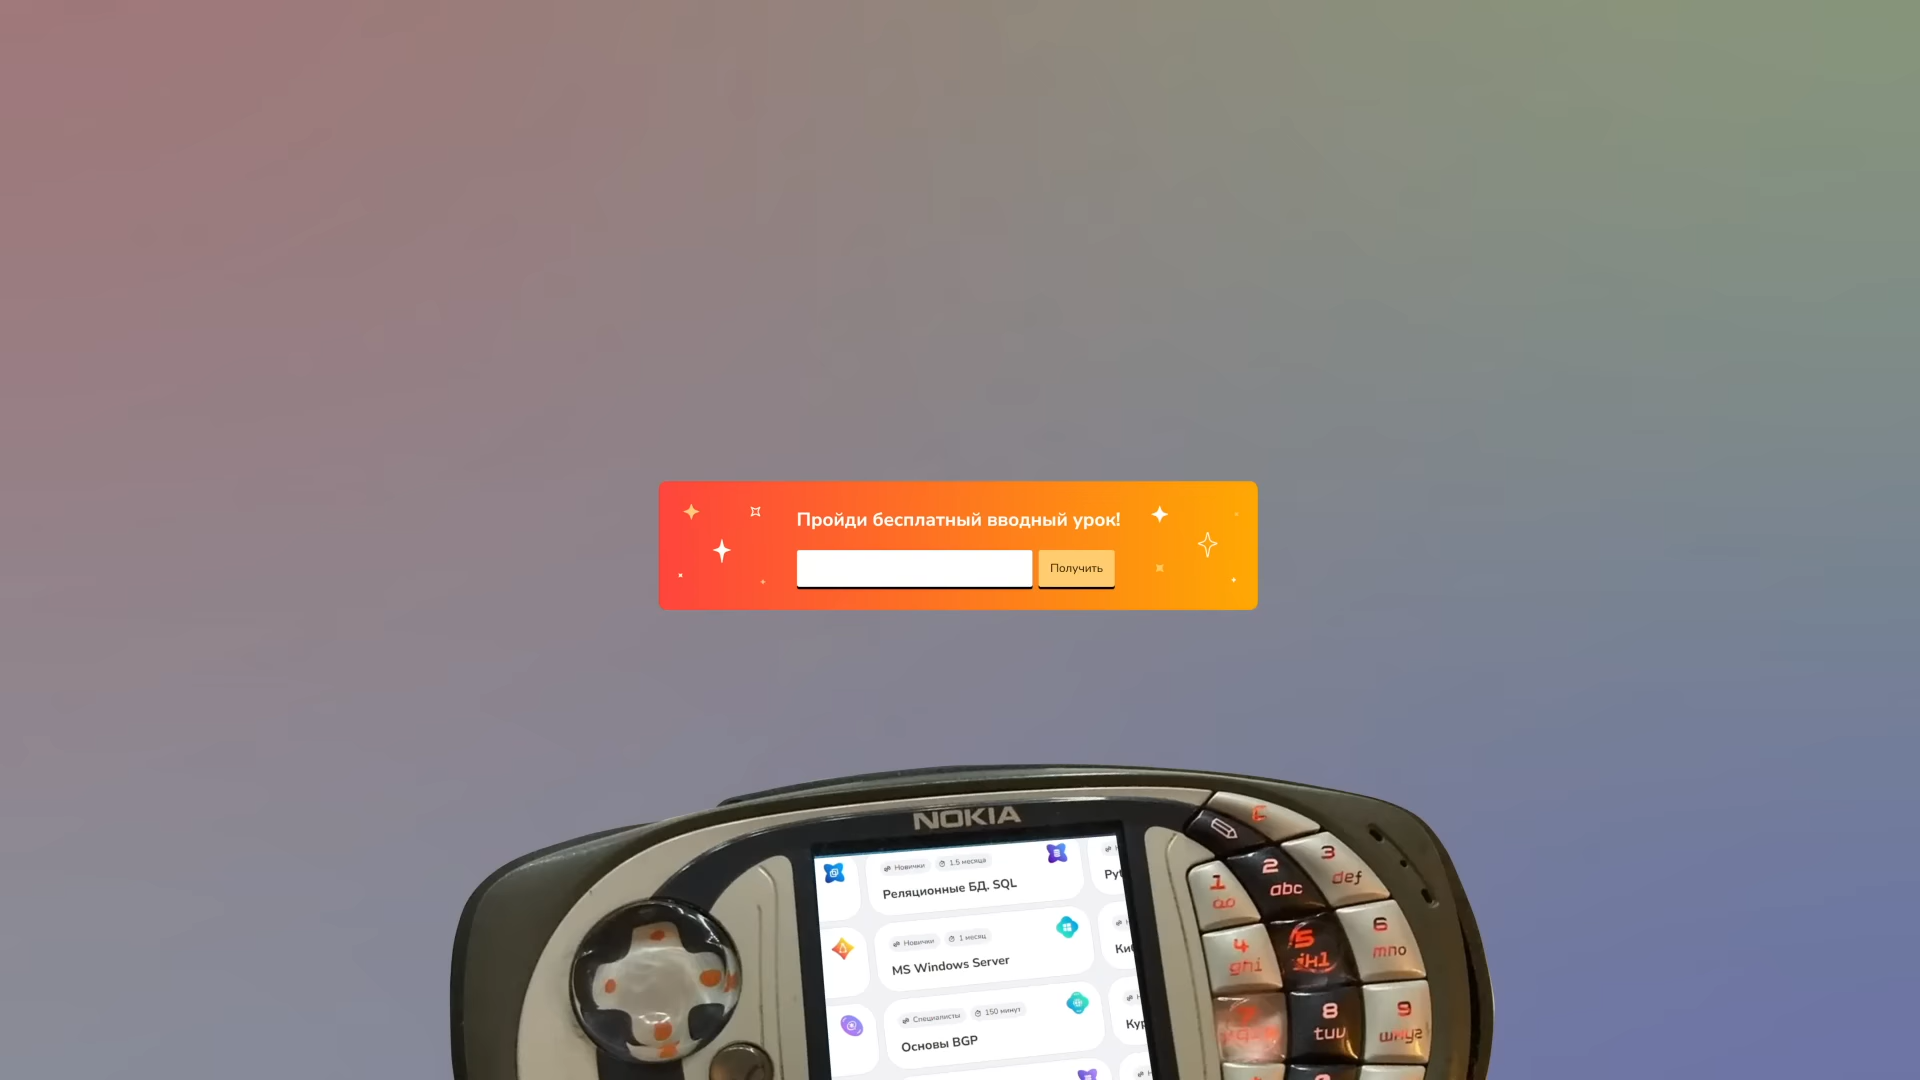 Пройди бесплатный вводный урок!
Получить
NOKIA
Новички 1.5 месяца
Реляционные БД. SQL
Новички 1 месяц
MS Windows Server
Специалисты 150 минут
Основы BGP
Кур
C
1
2 abc
3 def
4 ghi
5
6 mno
8 tuv
9 wxyz